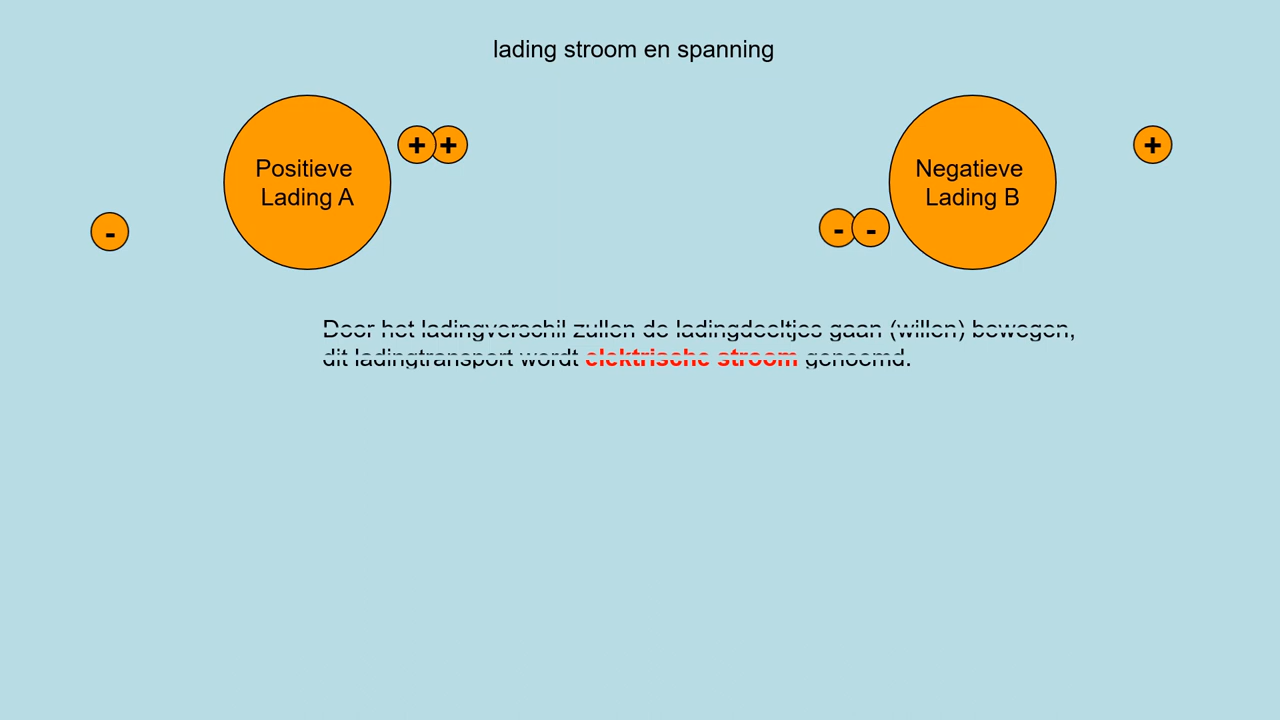 lading stroom en spanning
+ +
+
Positieve
Lading A
Negatieve
Lading B
-
- -
Door het ladingverschil zullen de ladingdeeltjes gaan (willen) bewegen,
dit ladingtransport wordt elektrische stroom genoemd.